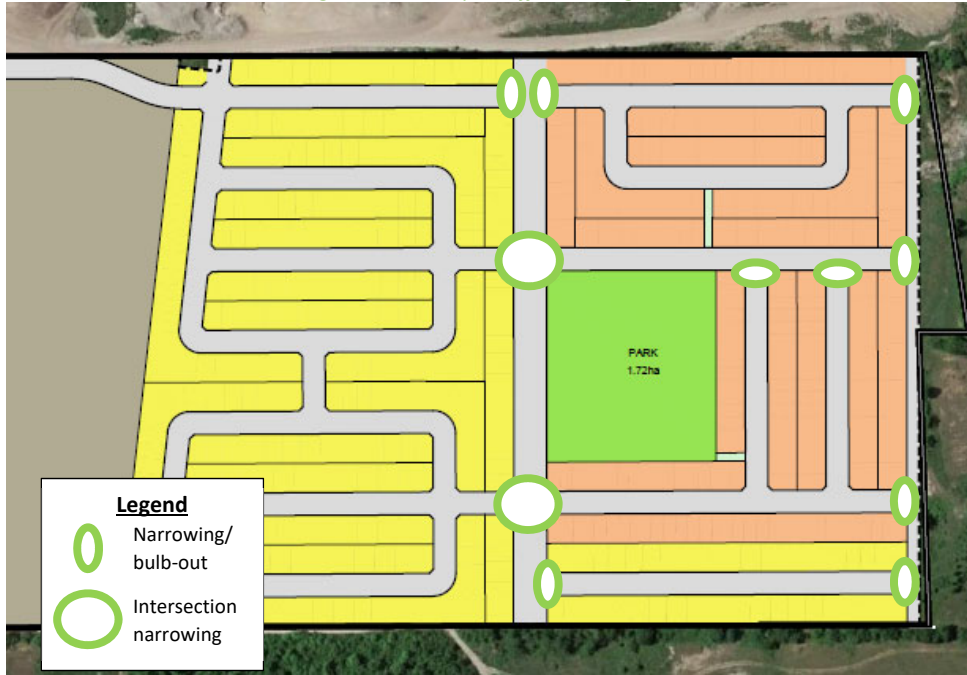 PARK
1.72ha
Legend
Narrowing/
bulb-out
Intersection
narrowing